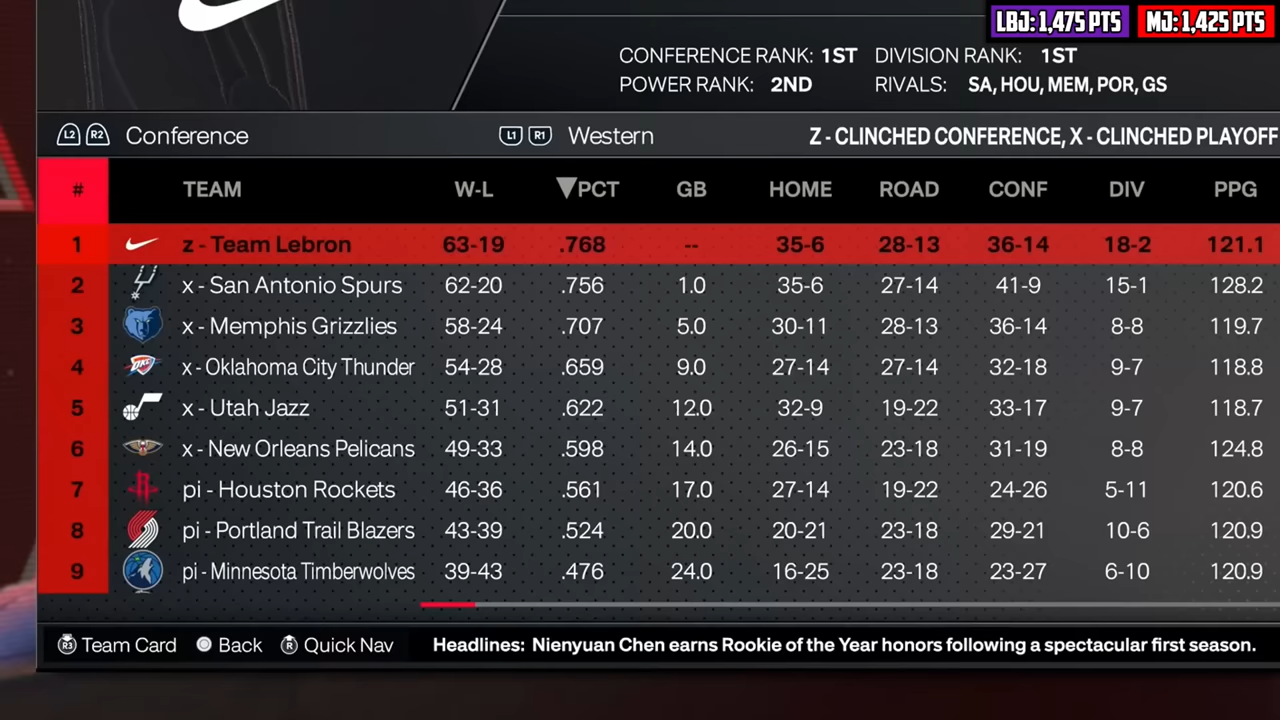 LBJ: 1,475 PTS MJ: 1,425 PTS
CONFERENCE RANK: 1ST DIVISION RANK: 1ST
POWER RANK: 2ND RIVALS: SA, HOU, MEM, POR, GS
L2 R2 Conference L1 R1 Western Z - CLINCHED CONFERENCE, X - CLINCHED PLAYOFF
# TEAM W-L ▼PCT GB HOME ROAD CONF DIV PPG
1 z - Team Lebron 63-19 .768 -- 35-6 28-13 36-14 18-2 121.1
2 x - San Antonio Spurs 62-20 .756 1.0 35-6 27-14 41-9 15-1 128.2
3 x - Memphis Grizzlies 58-24 .707 5.0 30-11 28-13 36-14 8-8 119.7
4 x - Oklahoma City Thunder 54-28 .659 9.0 27-14 27-14 32-18 9-7 118.8
5 x - Utah Jazz 51-31 .622 12.0 32-9 19-22 33-17 9-7 118.7
6 x - New Orleans Pelicans 49-33 .598 14.0 26-15 23-18 31-19 8-8 124.8
7 pi - Houston Rockets 46-36 .561 17.0 27-14 19-22 24-26 5-11 120.6
8 pi - Portland Trail Blazers 43-39 .524 20.0 20-21 23-18 29-21 10-6 120.9
9 pi - Minnesota Timberwolves 39-43 .476 24.0 16-25 23-18 23-27 6-10 120.9
R3 Team Card Back R Quick Nav Headlines: Nienyuan Chen earns Rookie of the Year honors following a spectacular first season.